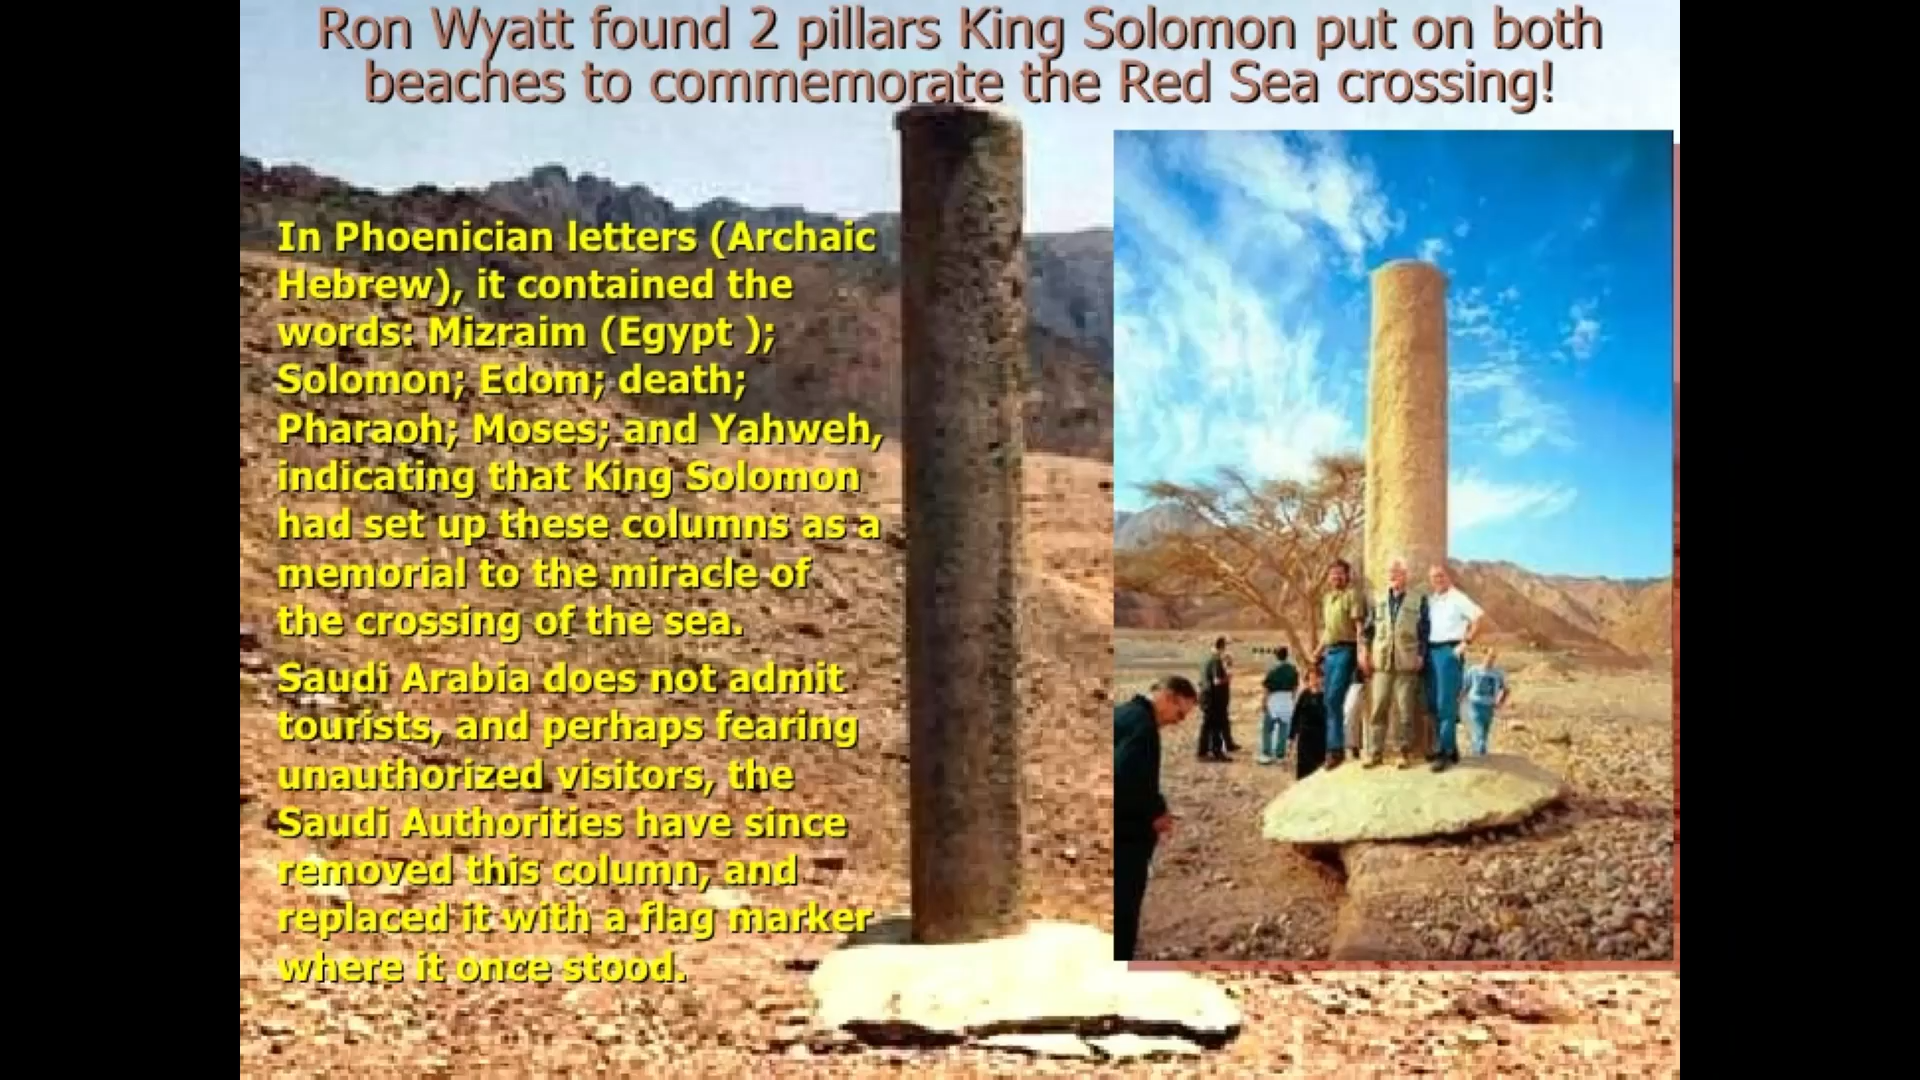 Ron Wyatt found 2 pillars King Solomon put on both
beaches to commemorate the Red Sea crossing!
In Phoenician letters (Archaic
Hebrew), it contained the
words: Mizraim (Egypt );
Solomon; Edom; death;
Pharaoh; Moses; and Yahweh,
indicating that King Solomon
had set up these columns as a
memorial to the miracle of
the crossing of the sea.
Saudi Arabia does not admit
tourists, and perhaps fearing
unauthorized visitors, the
Saudi Authorities have since
removed this column, and
replaced it with a flag marker
where it once stood.